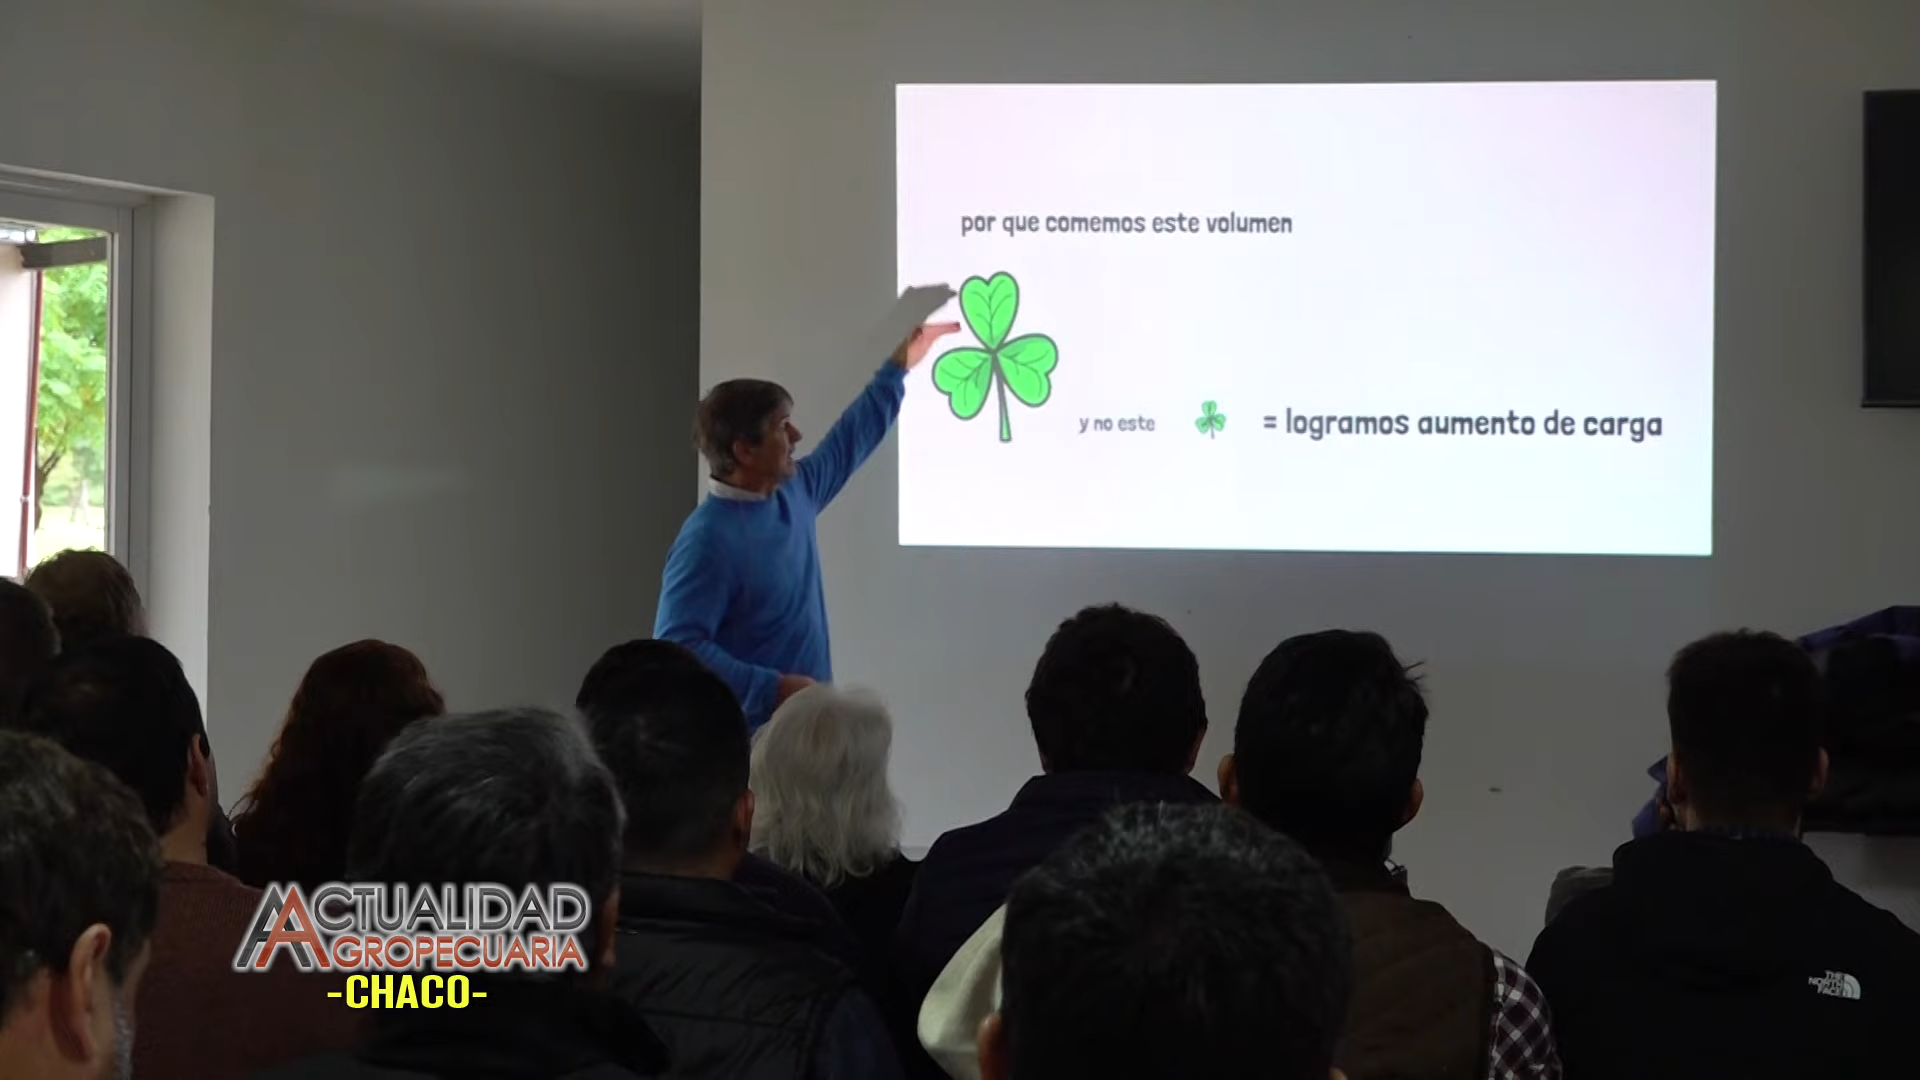 por que comemos este volumen
y no este = logramos aumento de carga
ACTUALIDAD
AGROPECUARIA
-CHACO-
THE
NORTH
FACE